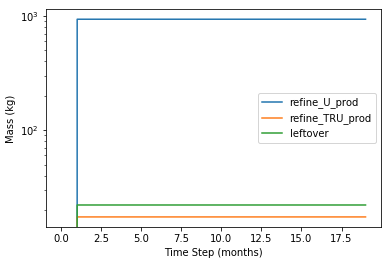 10³
10²
Mass (kg)
refine_U_prod
refine_TRU_prod
leftover
0.0 2.5 5.0 7.5 10.0 12.5 15.0 17.5
Time Step (months)